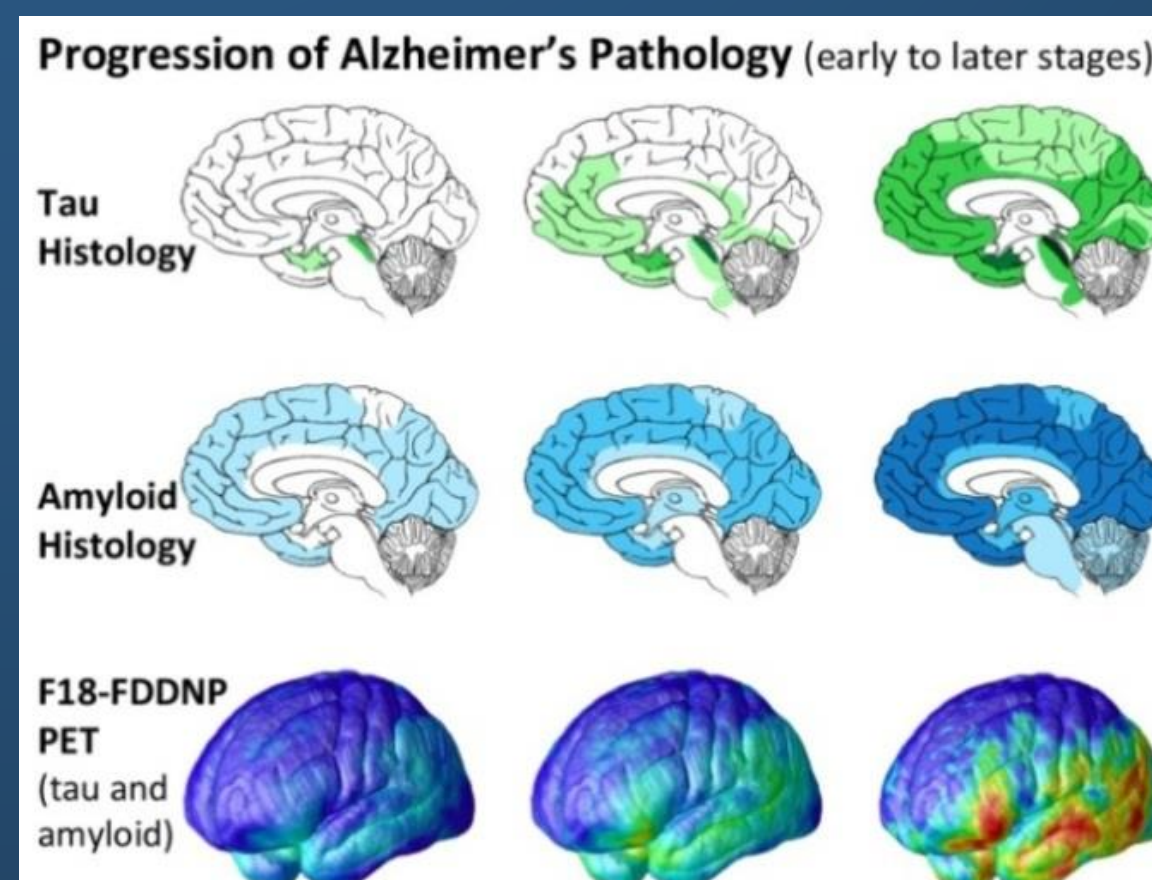 Progression of Alzheimer's Pathology (early to later stages)
Tau
Histology
Amyloid
Histology
F18-FDDNP
PET
(tau and
amyloid)